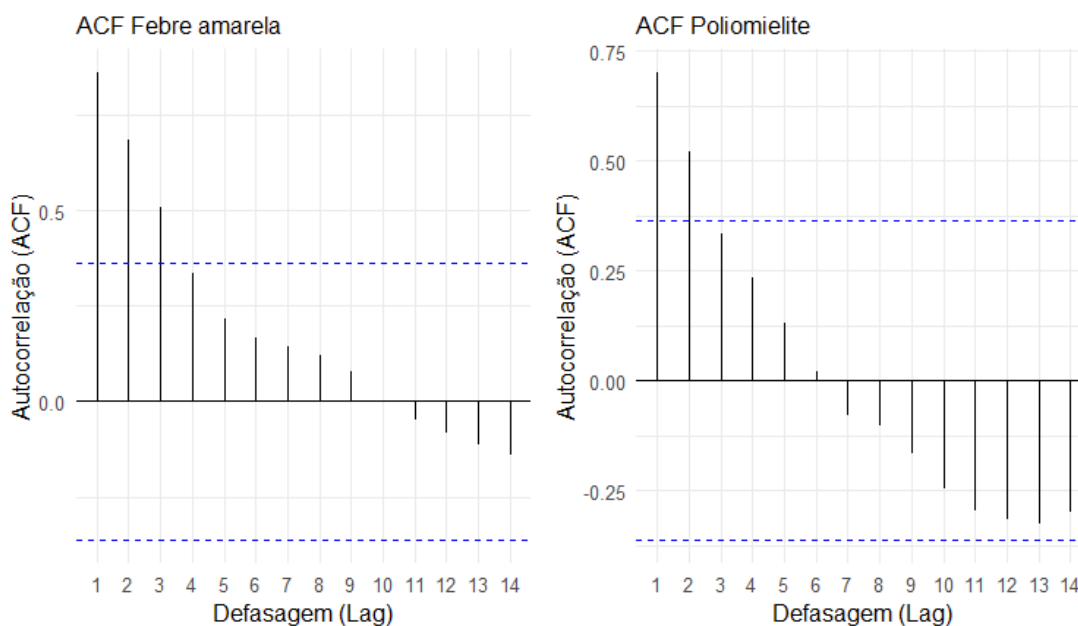 ACF Febre amarela
Autocorrelação (ACF)
0.5
0.0
1 2 3 4 5 6 7 8 9 10 11 12 13 14
Defasagem (Lag)
ACF Poliomielite
Autocorrelação (ACF)
0.75
0.50
0.25
0.00
-0.25
1 2 3 4 5 6 7 8 9 10 11 12 13 14
Defasagem (Lag)